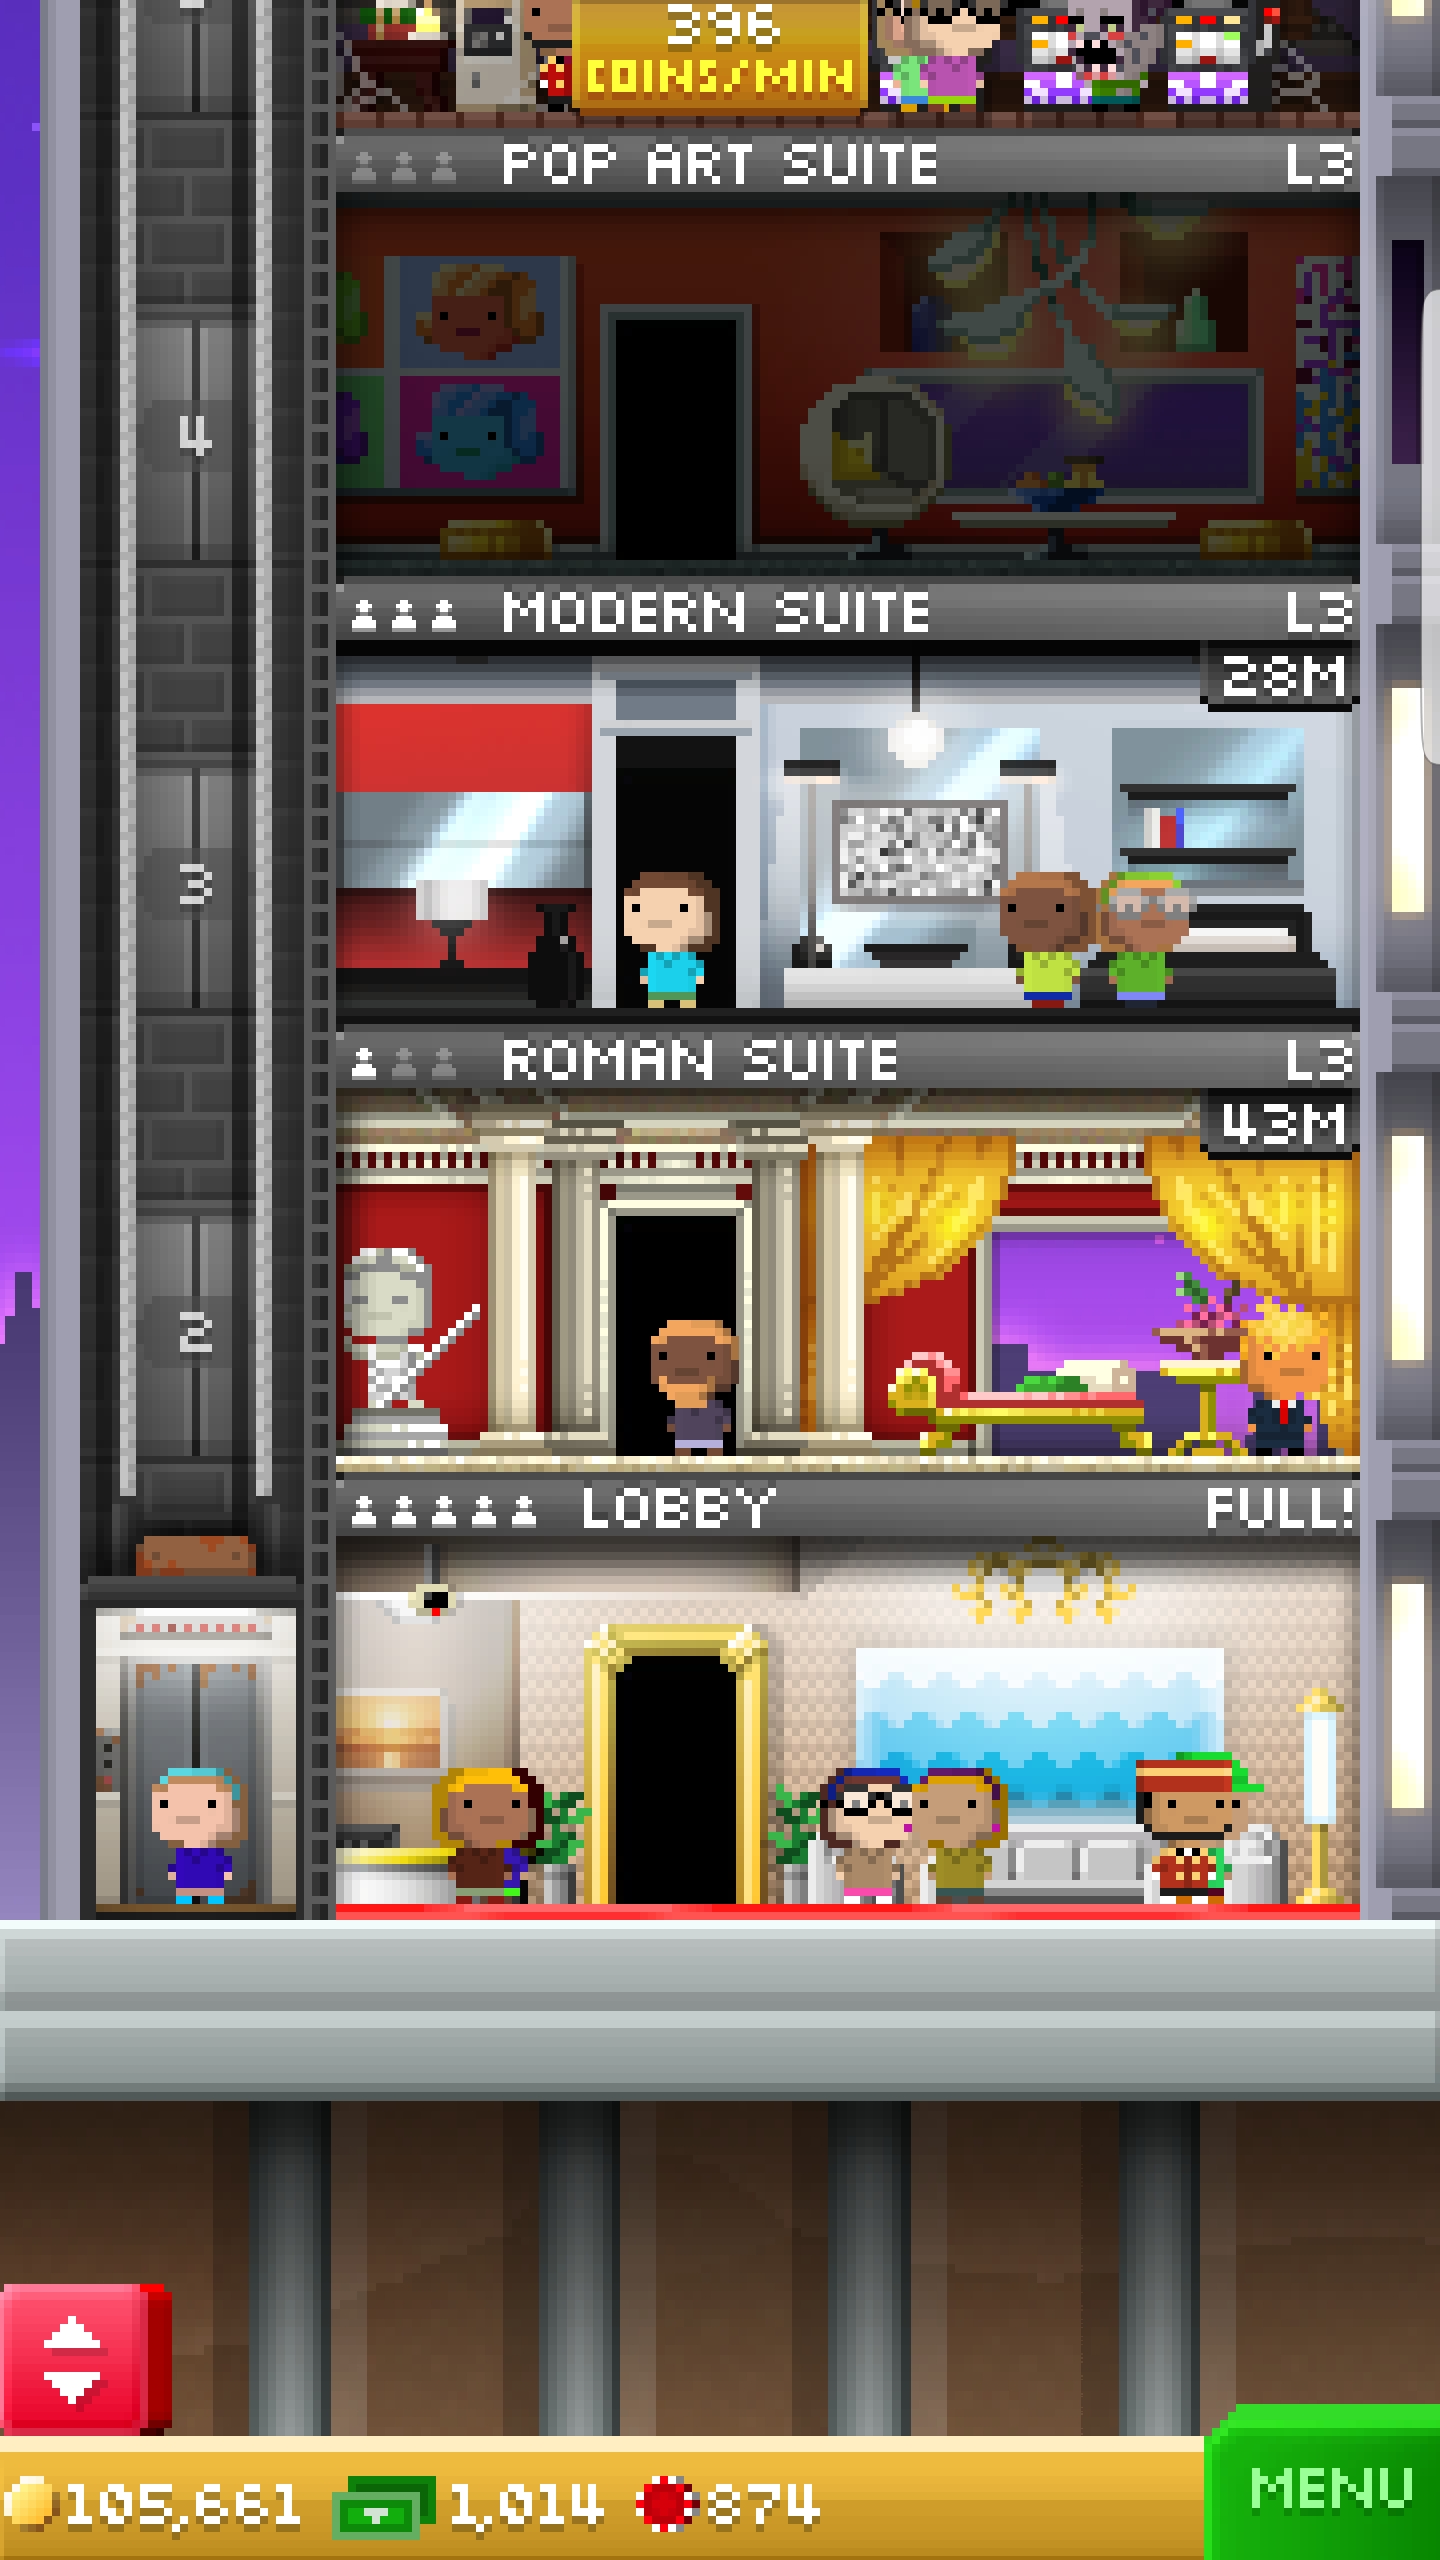 396
COINS/MIN
POP ART SUITE L3
4
MODERN SUITE L3
28M
3
ROMAN SUITE L3
43M
2
LOBBY FULL!
105,661 1,014 874
MENU